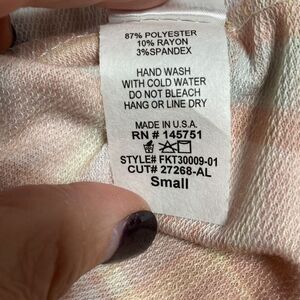 87% POLYESTER
10% RAYON
3%SPANDEX
HAND WASH
WITH COLD WATER
DO NOT BLEACH
HANG OR LINE DRY
MADE IN U.S.A.
RN # 145751
STYLE# FKT30009-01
CUT# 27268-AL
Small